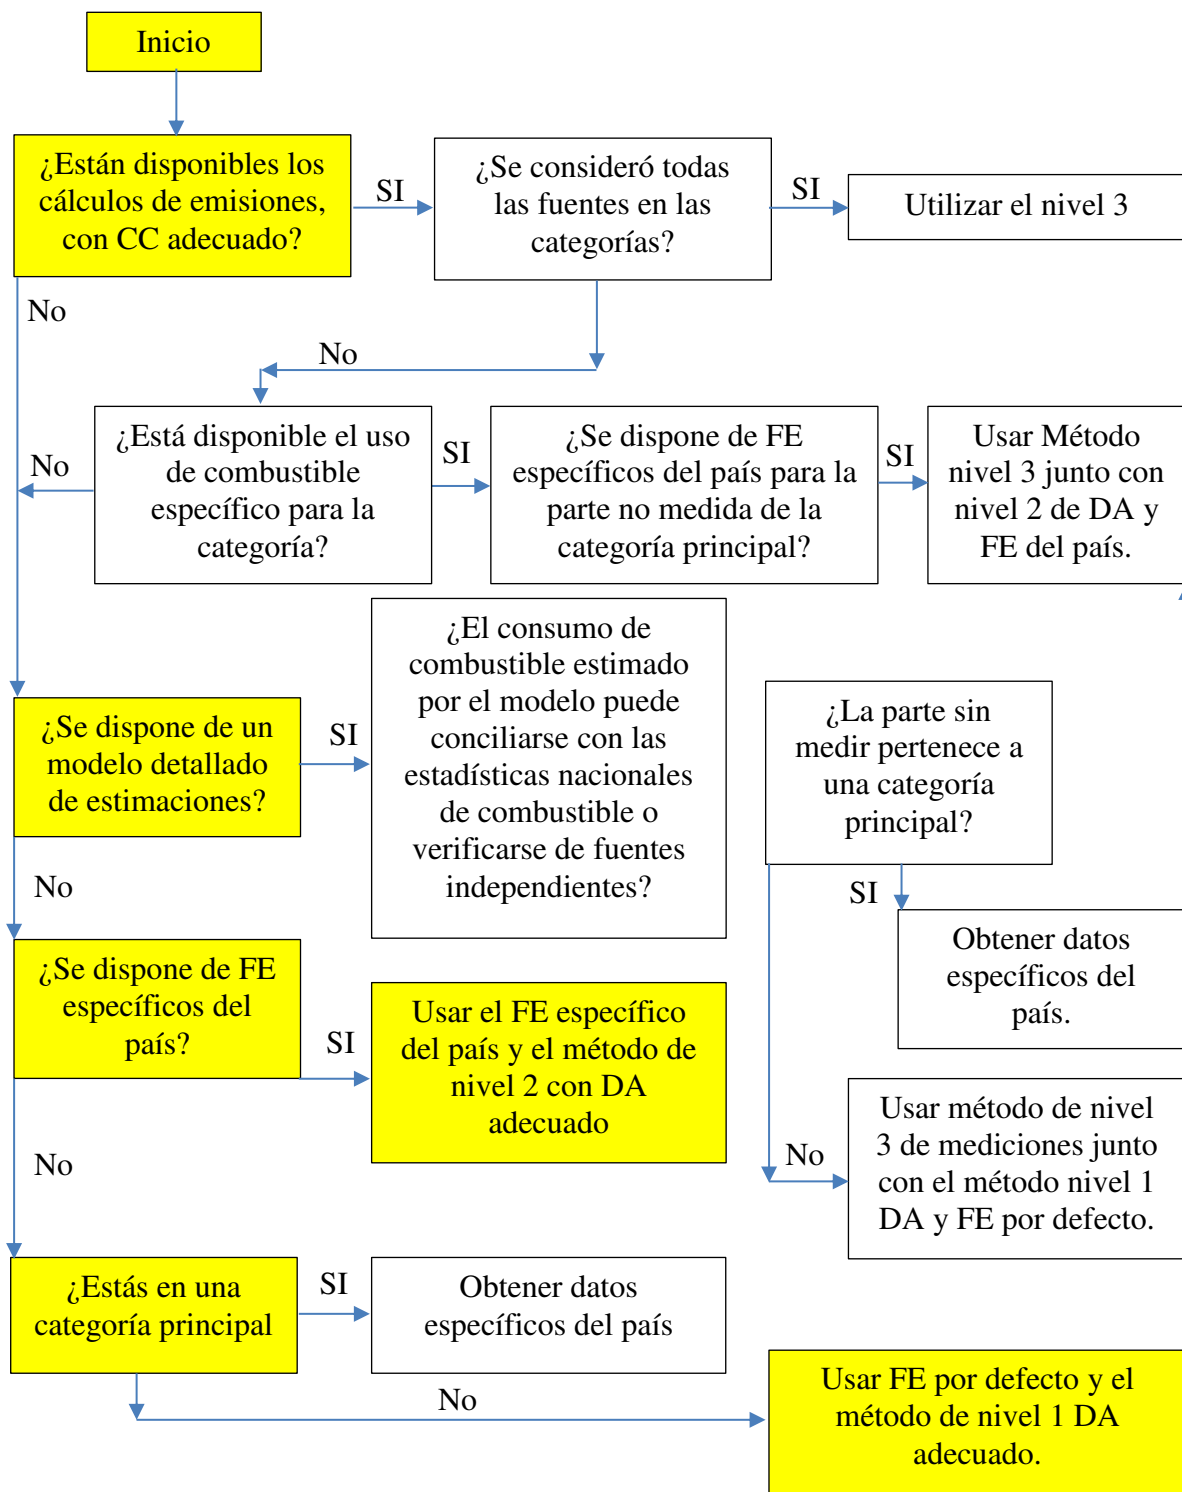 Inicio
¿Están disponibles los
cálculos de emisiones,
con CC adecuado?
SI
¿Se consideró todas
las fuentes en las
categorías?
SI
Utilizar el nivel 3
No
No
¿Está disponible el uso
de combustible
específico para la
categoría?
No
SI
¿Se dispone de FE
específicos del país para la
parte no medida de la
categoría principal?
SI
Usar Método
nivel 3 junto con
nivel 2 de DA y
FE del país.
¿Se dispone de un
modelo detallado
de estimaciones?
SI
¿El consumo de
combustible estimado
por el modelo puede
conciliarse con las
estadísticas nacionales
de combustible o
verificarse de fuentes
independientes?
¿La parte sin
medir pertenece a
una categoría
principal?
No
SI
Obtener datos
específicos del
país.
¿Se dispone de FE
específicos del
país?
SI
Usar el FE específico
del país y el método de
nivel 2 con DA
adecuado
No
Usar método de nivel
3 de mediciones junto
con el método nivel 1
DA y FE por defecto.
No
¿Estás en una
categoría principal
SI
Obtener datos
específicos del país
No
Usar FE por defecto y el
método de nivel 1 DA
adecuado.